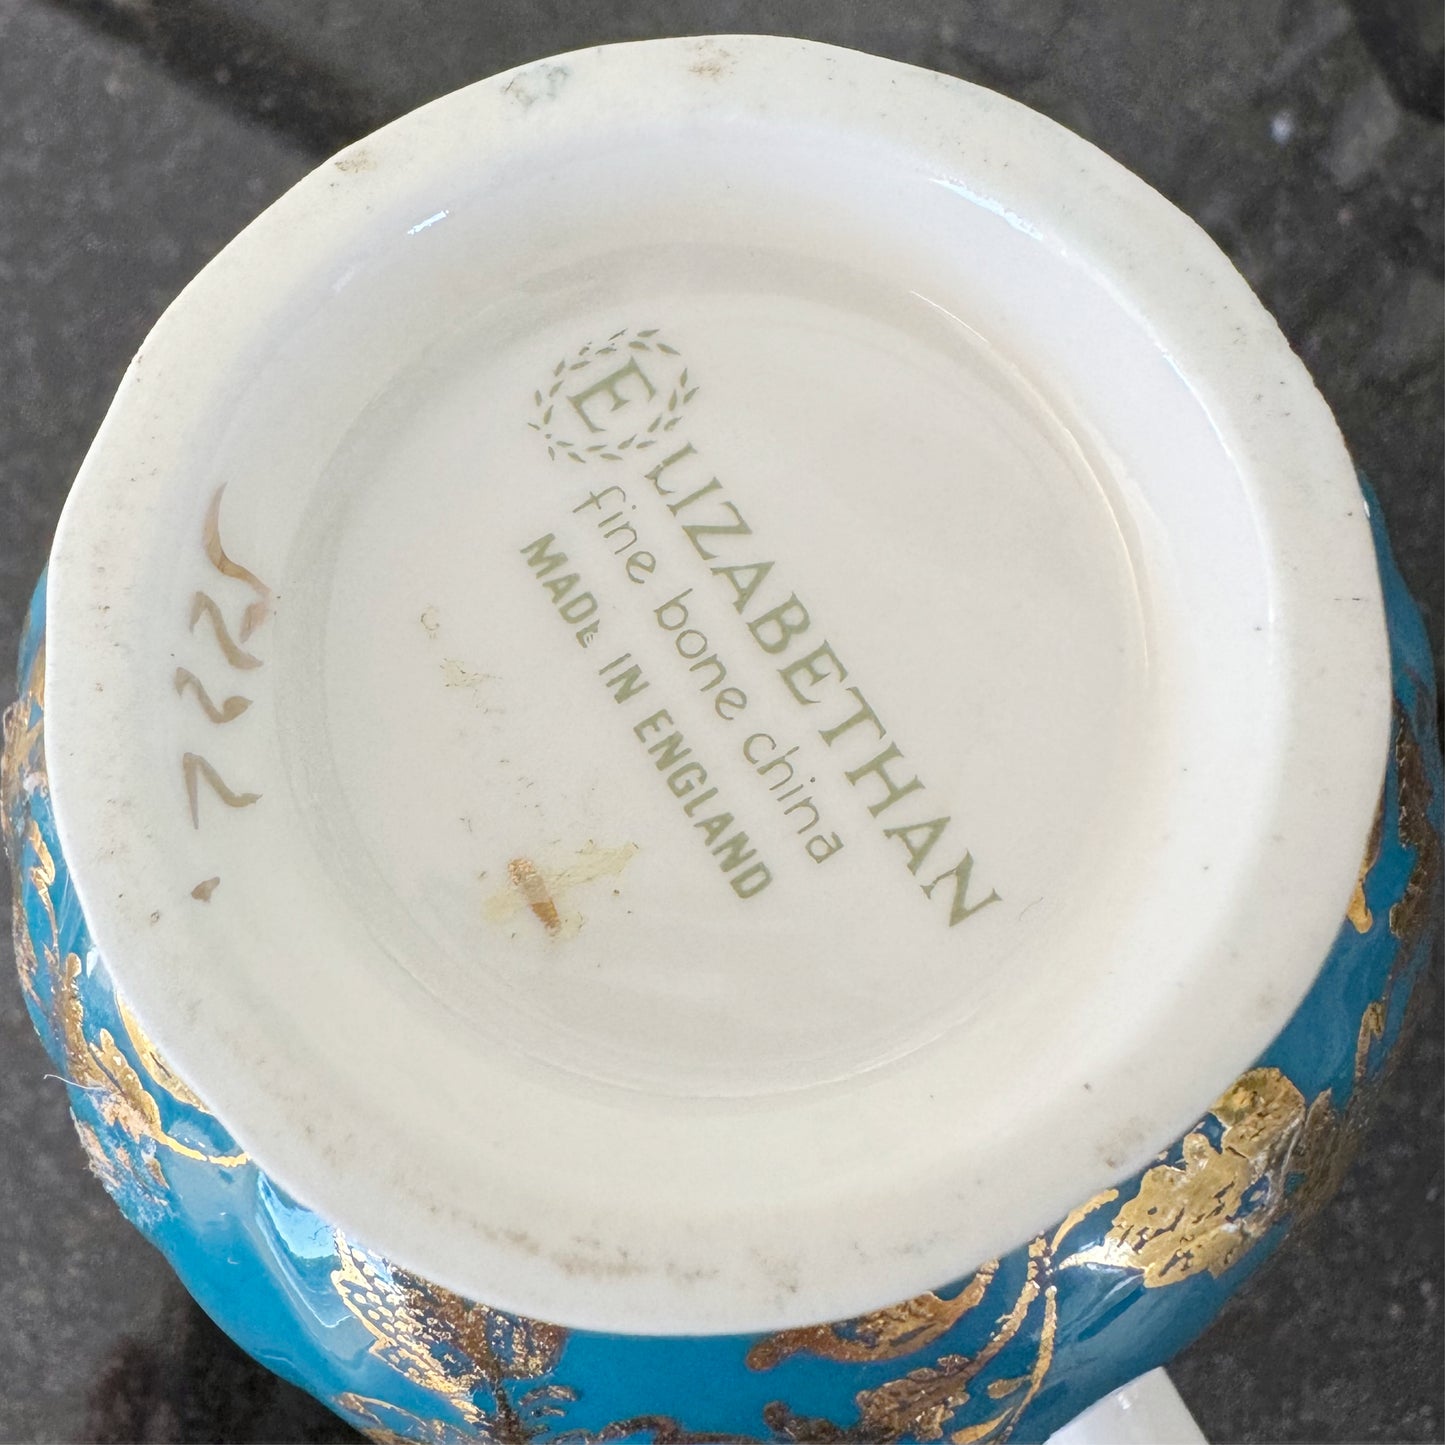 ELIZABETHAN
fine bone china
MADE IN ENGLAND